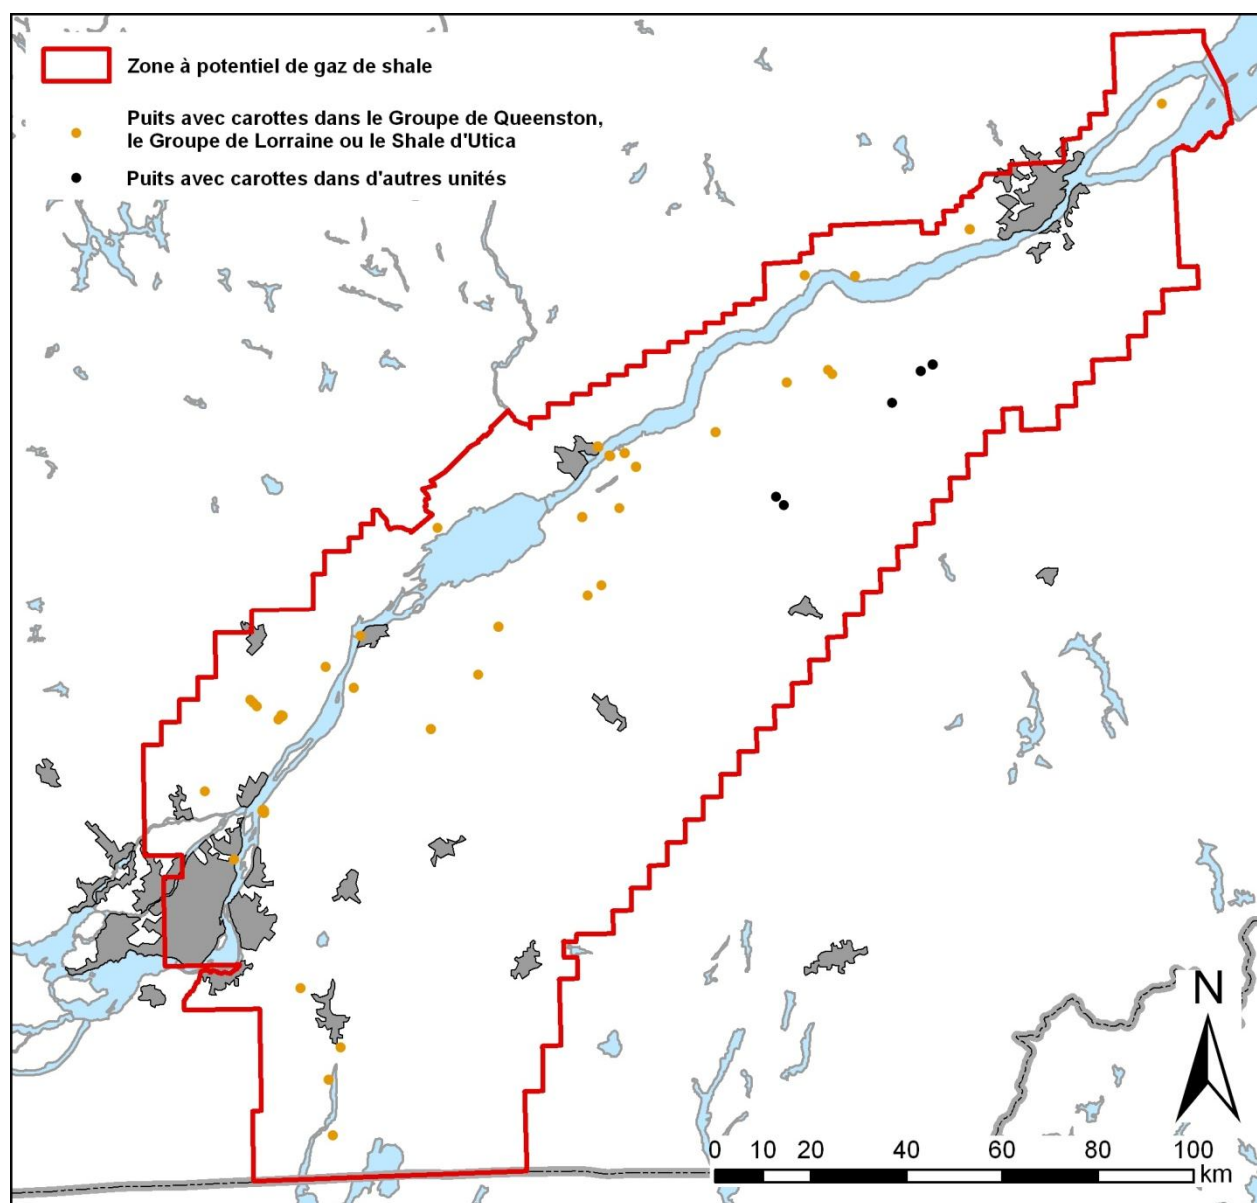 Zone à potentiel de gaz de shale
Puits avec carottes dans le Groupe de Queenston,
le Groupe de Lorraine ou le Shale d'Utica
Puits avec carottes dans d'autres unités
N
0 10 20 40 60 80 100
km